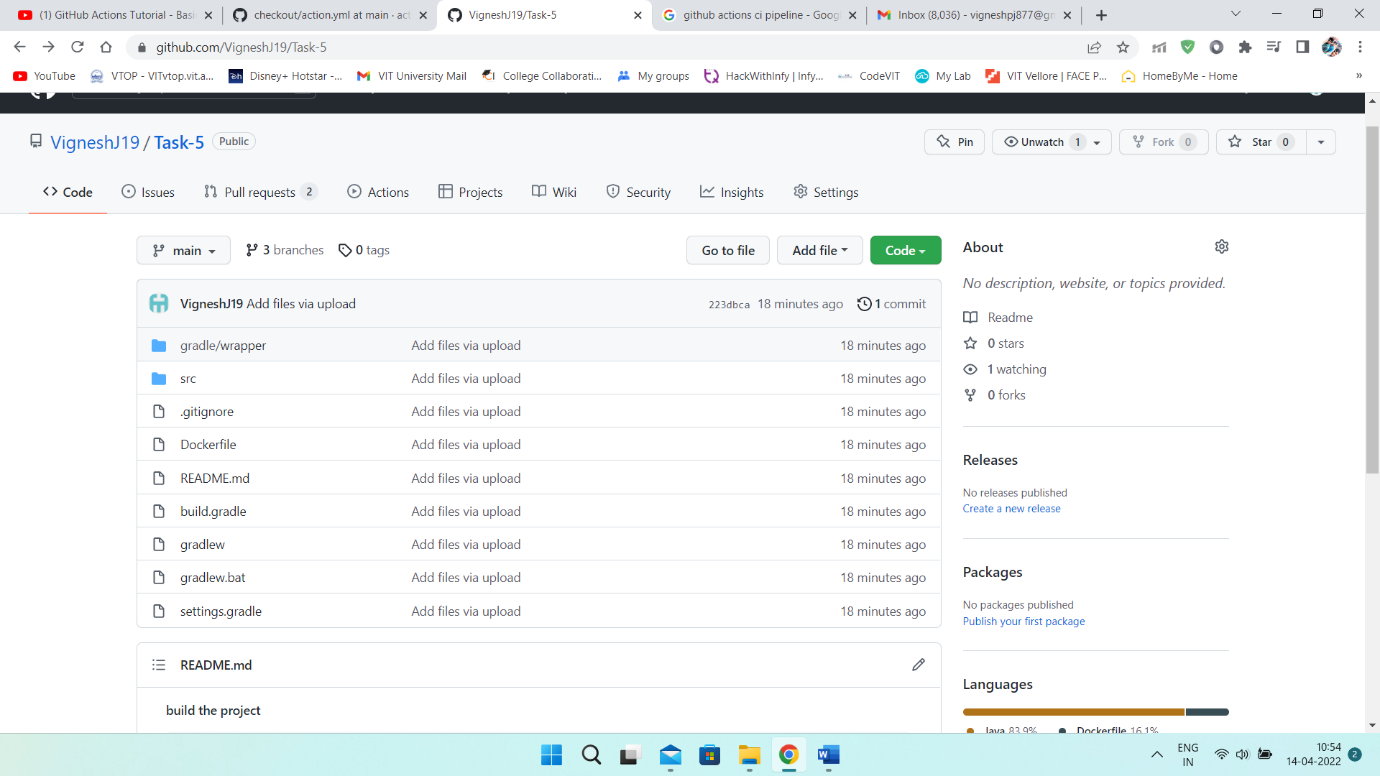 (1) GitHub Actions Tutorial - Basi
checkout/action.yml at main · act
VigneshJ19/Task-5
github actions ci pipeline - Googl
Inbox (8,036) - vigneshpj877@gm
github.com/VigneshJ19/Task-5
YouTube
VTOP - VITvtop.vit.a...
Disney+ Hotstar -...
VIT University Mail
College Collaborati...
My groups
HackWithInfy | Infy...
CodeVIT
My Lab
VIT Vellore | FACE P...
HomeByMe - Home
»
VigneshJ19 / Task-5 Public
Pin
Unwatch 1
Fork 0
Star 0
Code
Issues
Pull requests 2
Actions
Projects
Wiki
Security
Insights
Settings
main
3 branches
0 tags
Go to file
Add file
Code
VigneshJ19 Add files via upload 223dbca 18 minutes ago 1 commit
gradle/wrapper Add files via upload 18 minutes ago
src Add files via upload 18 minutes ago
.gitignore Add files via upload 18 minutes ago
Dockerfile Add files via upload 18 minutes ago
README.md Add files via upload 18 minutes ago
build.gradle Add files via upload 18 minutes ago
gradlew Add files via upload 18 minutes ago
gradlew.bat Add files via upload 18 minutes ago
settings.gradle Add files via upload 18 minutes ago
README.md
build the project
About
No description, website, or topics provided.
Readme
0 stars
1 watching
0 forks
Releases
No releases published
Create a new release
Packages
No packages published
Publish your first package
Languages
Java 83.9%
Dockerfile 16.1%
ENG
IN
10:54
14-04-2022
2